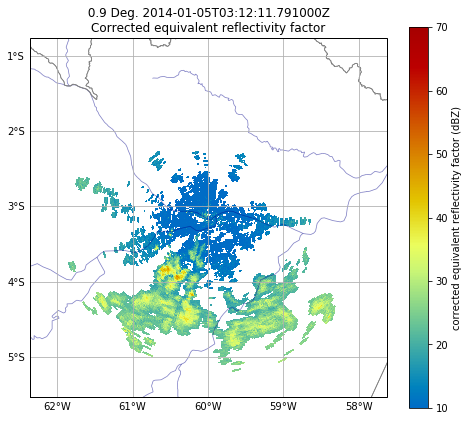 0.9 Deg. 2014-01-05T03:12:11.791000Z
Corrected equivalent reflectivity factor
1°S
2°S
3°S
4°S
5°S
62°W
61°W
60°W
59°W
58°W
70
60
50
40
30
20
10
corrected equivalent reflectivity factor (dBZ)